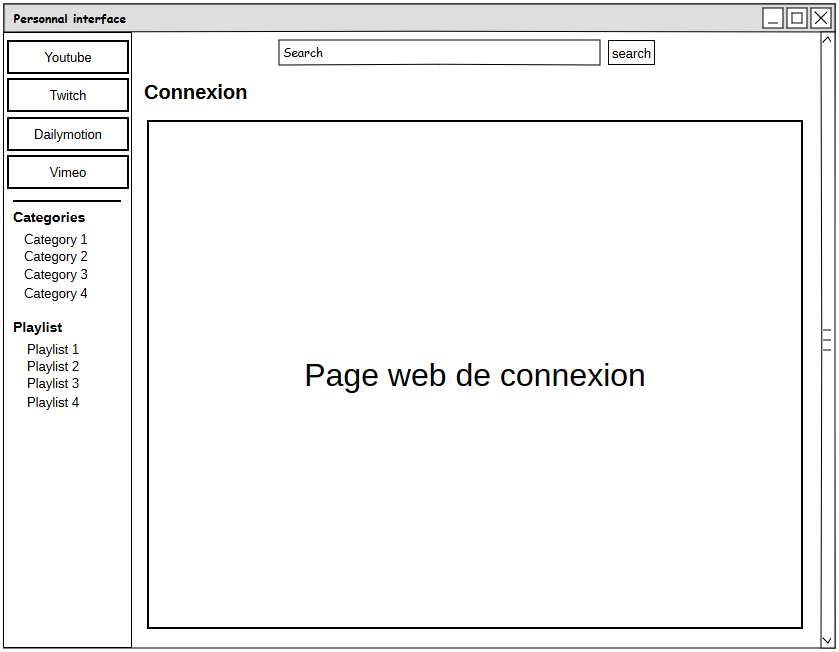 Personnal interface
Search
search
Youtube
Twitch
Dailymotion
Vimeo
Categories
Category 1
Category 2
Category 3
Category 4
Playlist
Playlist 1
Playlist 2
Playlist 3
Playlist 4
Connexion
Page web de connexion